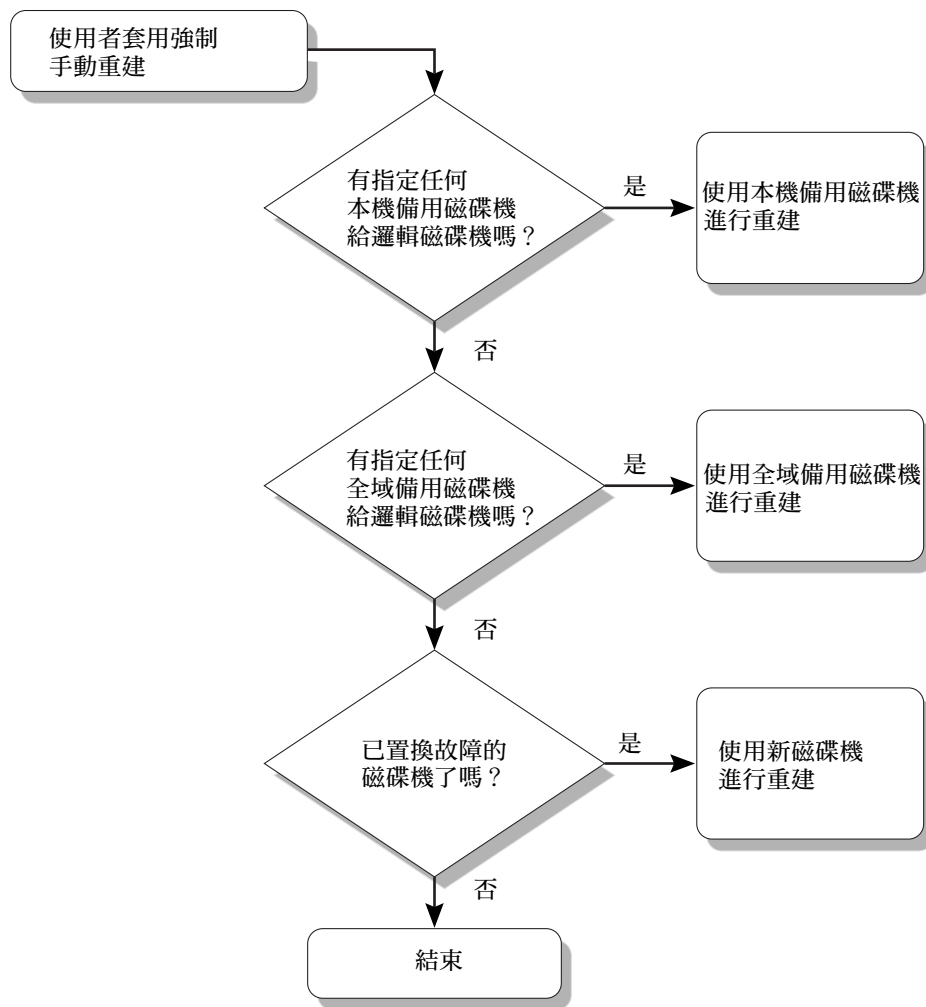 使用者套用強制
手動重建
有指定任何
本機備用磁碟機
給邏輯磁碟機嗎？
是
使用本機備用磁碟機
進行重建
否
有指定任何
全域備用磁碟機
給邏輯磁碟機嗎？
是
使用全域備用磁碟機
進行重建
否
已置換故障的
磁碟機了嗎？
是
使用新磁碟機
進行重建
否
結束